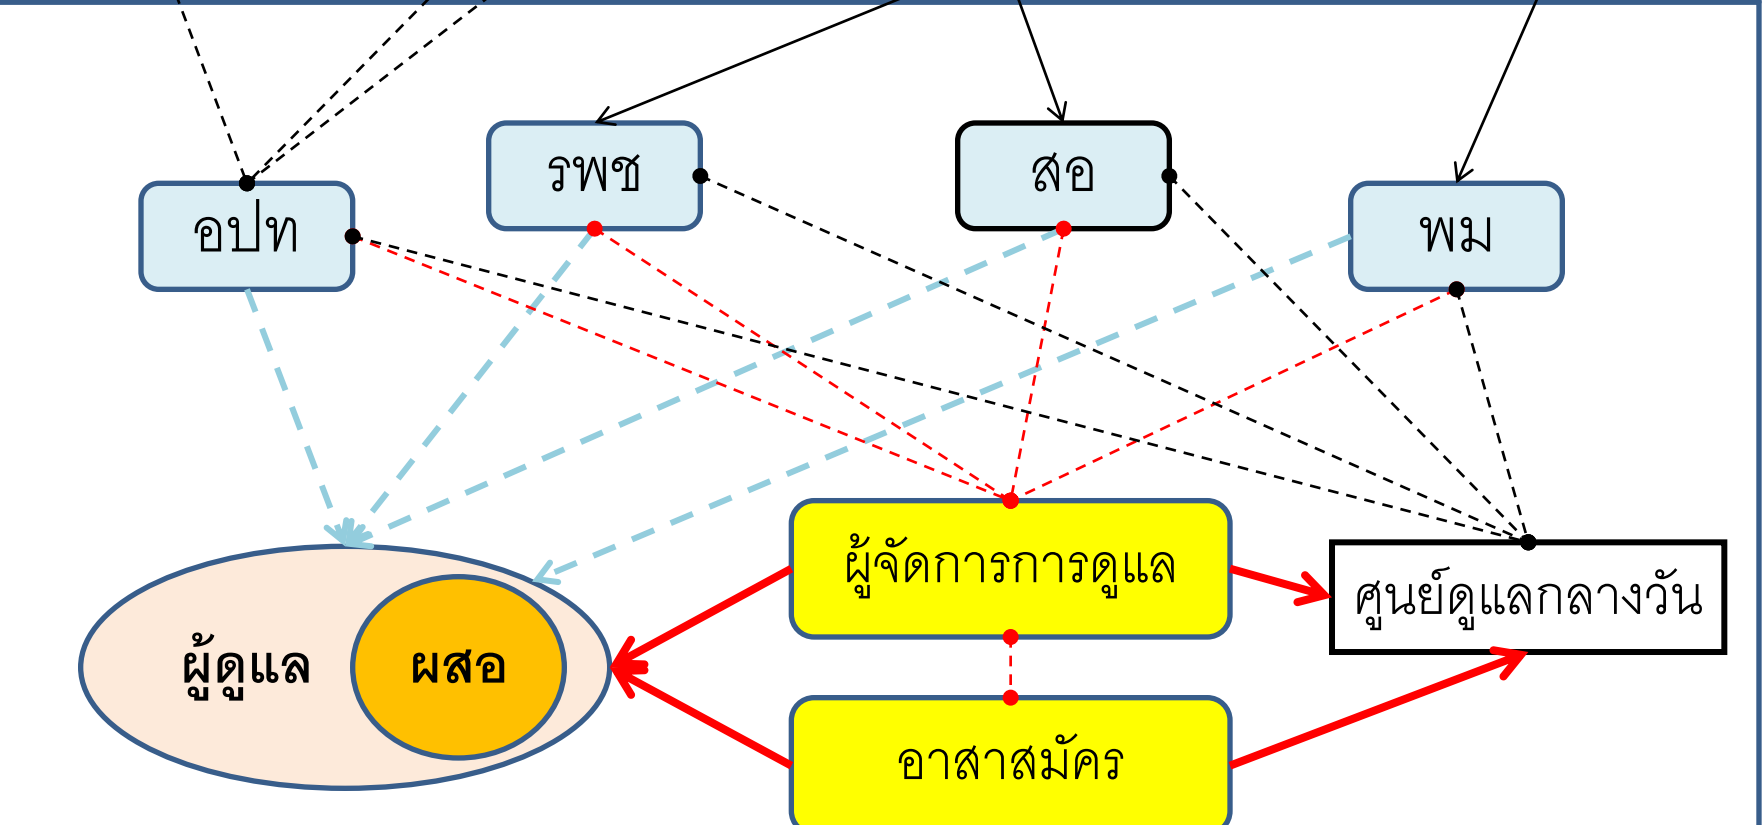 รพช
สอ
อปท
พม
ผู้จัดการการดูแล
ศูนย์ดูแลกลางวัน
ผู้ดูแล
ผสอ
อาสาสมัคร